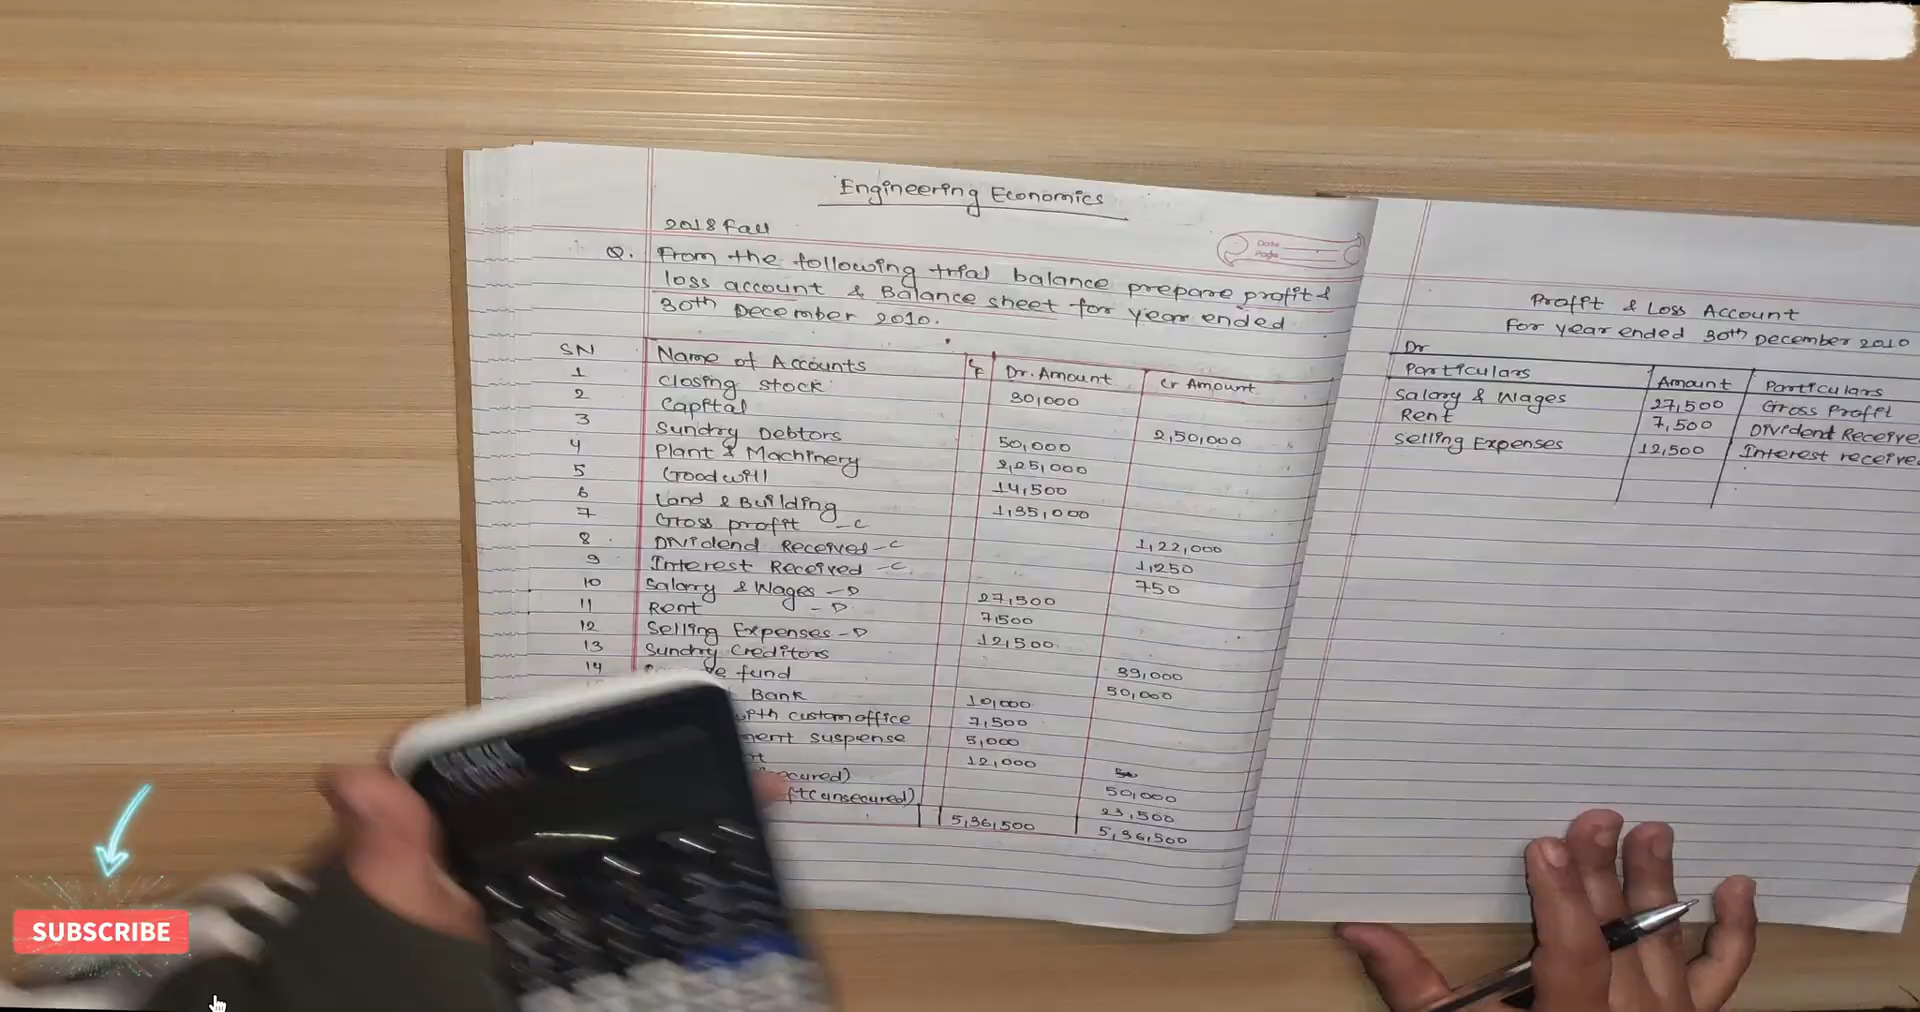 Engineering Economics
2018 Fall
Date
Page
Q. From the following trial balance prepare profit &
loss account & Balance sheet for year ended
30th December 2010.
SN Name of Accounts LF Dr. Amount Cr Amount
1 Closing stock 30,000
2 Capital 2,50,000
3 Sundry Debtors 50,000
4 Plant & Machinery 2,25,000
5 Goodwill 14,500
6 Land & Building 1,35,000
7 Gross profit -C 1,22,000
8 Dividend Received -C 1,250
9 Interest Received -C 750
10 Salary & Wages -D 27,500
11 Rent -D 7,500
12 Selling Expenses -D 12,500
13 Sundry Creditors 39,000
14 fund 50,000
Bank 10,000
with custom office 7,500
suspense 5,000
12,000
50,000
(unsecured) 23,500
5,36,500 5,36,500
Profit & Loss Account
For year ended 30th December 2010
Dr
Particulars Amount Particulars
Salary & Wages 27,500 Gross Profit
Rent 7,500 Dividend Receive
Selling Expenses 12,500 Interest receive
SUBSCRIBE